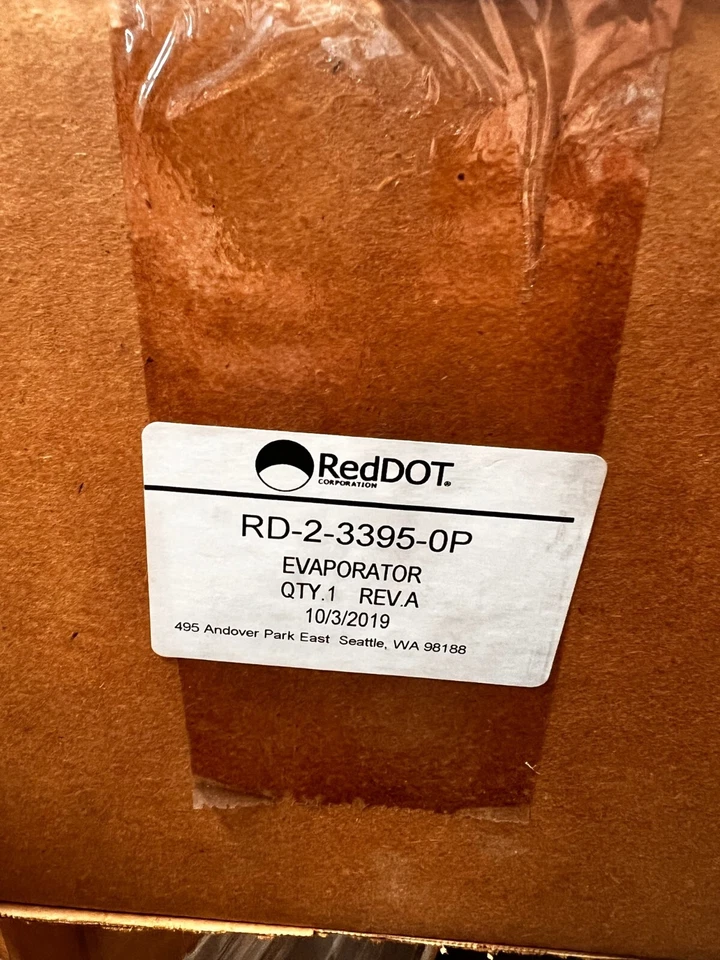 RedDOT®
CORPORATION
RD-2-3395-0P
EVAPORATOR
QTY.1 REV.A
10/3/2019
495 Andover Park East Seattle, WA 98188